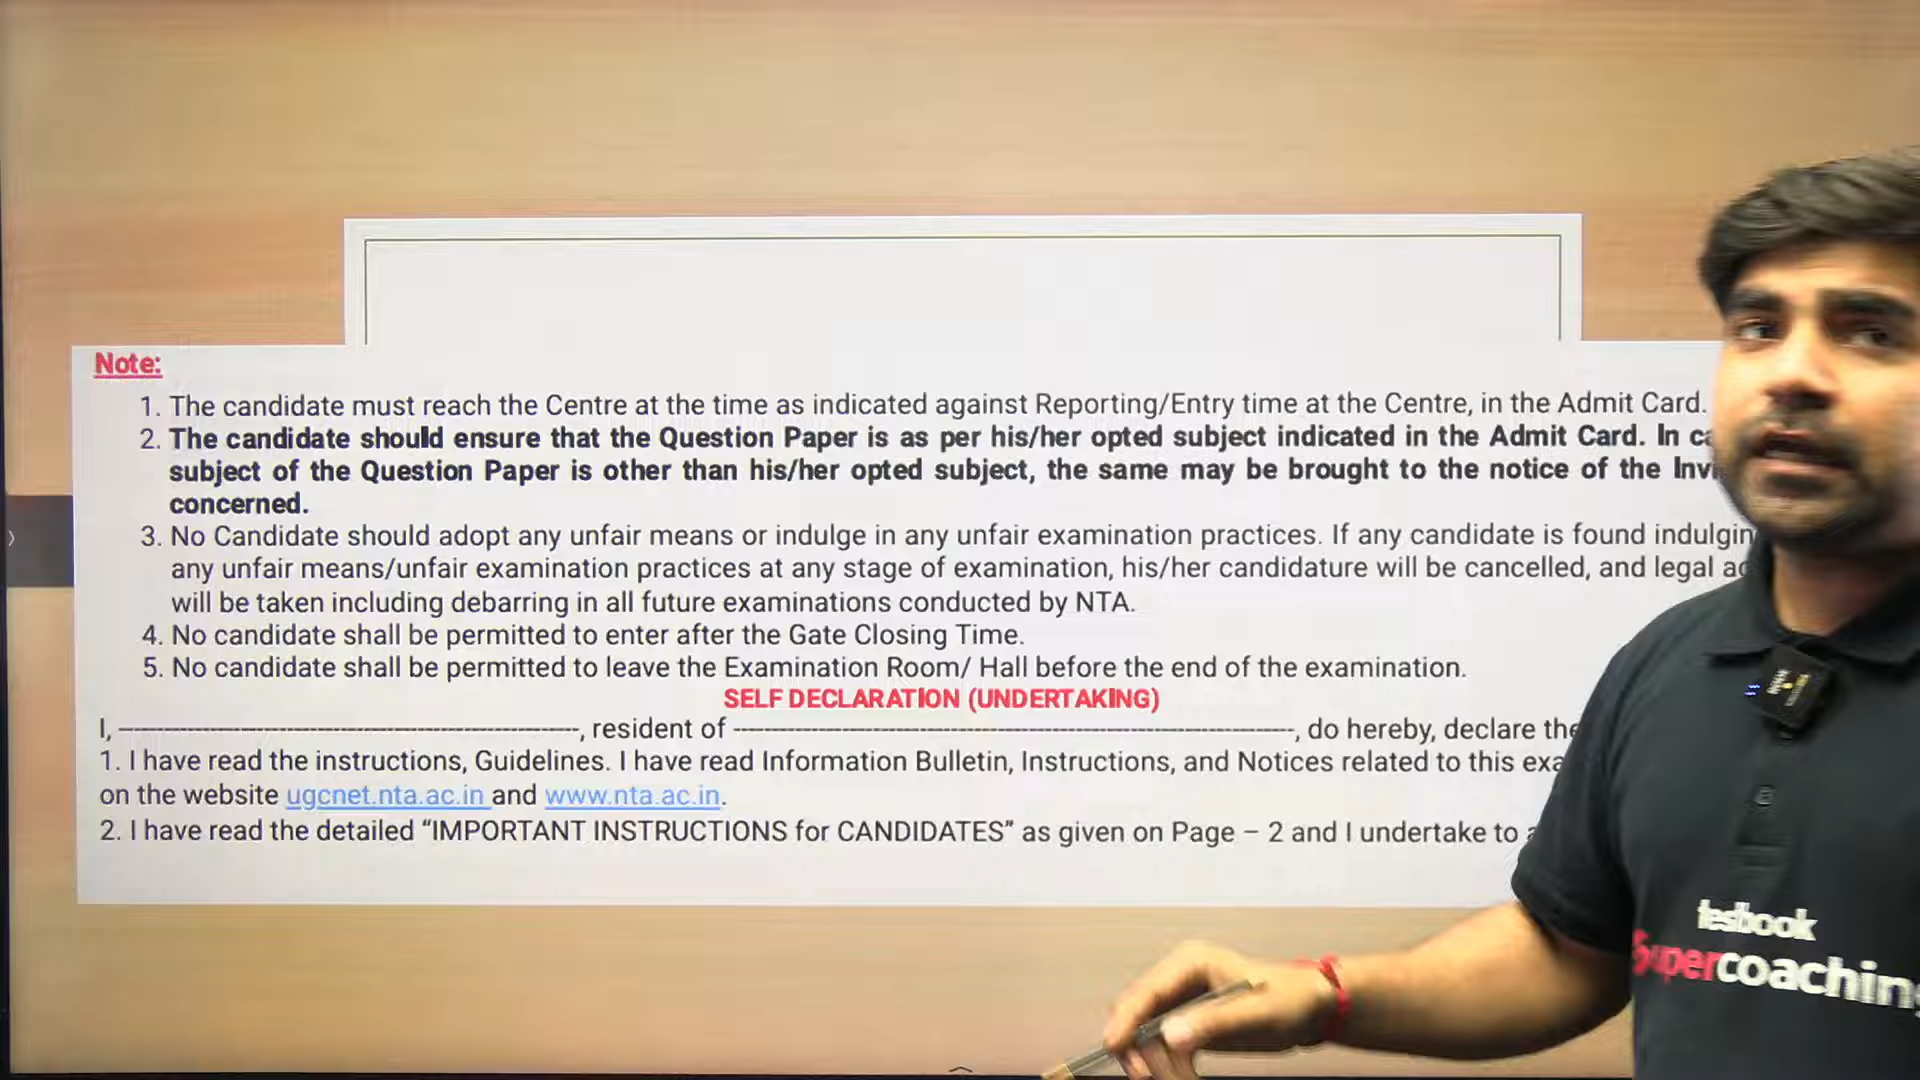 Note:
1. The candidate must reach the Centre at the time as indicated against Reporting/Entry time at the Centre, in the Admit Card.
2. The candidate should ensure that the Question Paper is as per his/her opted subject indicated in the Admit Card. In
subject of the Question Paper is other than his/her opted subject, the same may be brought to the notice of the
concerned.
3. No Candidate should adopt any unfair means or indulge in any unfair examination practices. If any candidate is found
any unfair means/unfair examination practices at any stage of examination, his/her candidature will be cancelled, and legal
will be taken including debarring in all future examinations conducted by NTA.
4. No candidate shall be permitted to enter after the Gate Closing Time.
5. No candidate shall be permitted to leave the Examination Room/ Hall before the end of the examination.
SELF DECLARATION (UNDERTAKING)
I, ----------------------------------------, resident of ----------------------------------------, do hereby, declare
1. I have read the instructions, Guidelines. I have read Information Bulletin, Instructions, and Notices related to this
on the website ugcnet.nta.ac.in and www.nta.ac.in.
2. I have read the detailed “IMPORTANT INSTRUCTIONS for CANDIDATES” as given on Page – 2 and I undertake to
testbook
Supercoaching